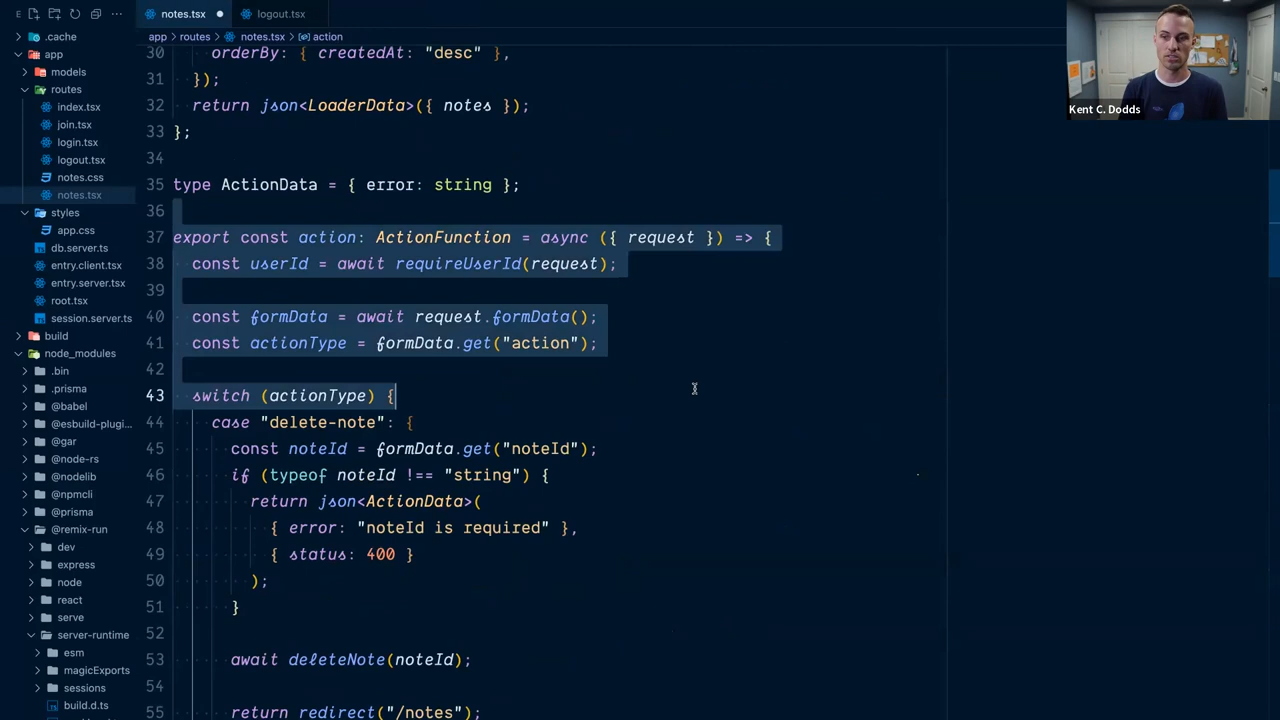 E
notes.tsx
logout.tsx
app > routes > notes.tsx > action
.cache
app
models
routes
index.tsx
join.tsx
login.tsx
logout.tsx
notes.css
notes.tsx
styles
app.css
db.server.ts
entry.client.tsx
entry.server.tsx
root.tsx
session.server.ts
build
node_modules
.bin
.prisma
@babel
@esbuild-plugi...
@gar
@node-rs
@nodelib
@npmcli
@prisma
@remix-run
dev
express
node
react
serve
server-runtime
esm
magicExports
sessions
build.d.ts
30 orderBy: { createdAt: "desc" },
31 });
32 return json<LoaderData>({ notes });
33 };
34
35 type ActionData = { error: string };
36
37 export const action: ActionFunction = async ({ request }) => {
38 const userId = await requireUserId(request);
39
40 const formData = await request.formData();
41 const actionType = formData.get("action");
42
43 switch (actionType) {
44 case "delete-note": {
45 const noteId = formData.get("noteId");
46 if (typeof noteId !== "string") {
47 return json<ActionData>(
48 { error: "noteId is required" },
49 { status: 400 }
50 );
51 }
52
53 await deleteNote(noteId);
54
55 return redirect("/notes");
Kent C. Dodds